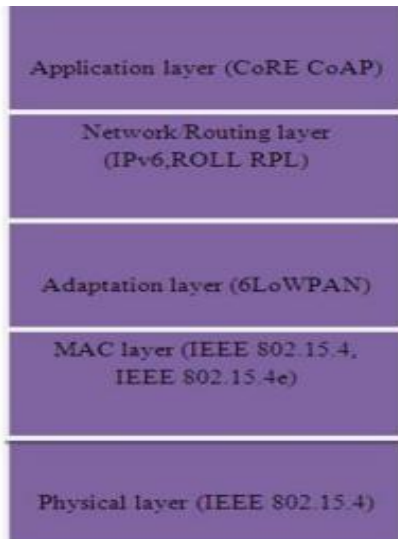 Application layer (CoRE CoAP)
Network/Routing layer
(IPv6,ROLL RPL)
Adaptation layer (6LoWPAN)
MAC layer (IEEE 802.15.4,
IEEE 802.15.4e)
Physical layer (IEEE 802.15.4)